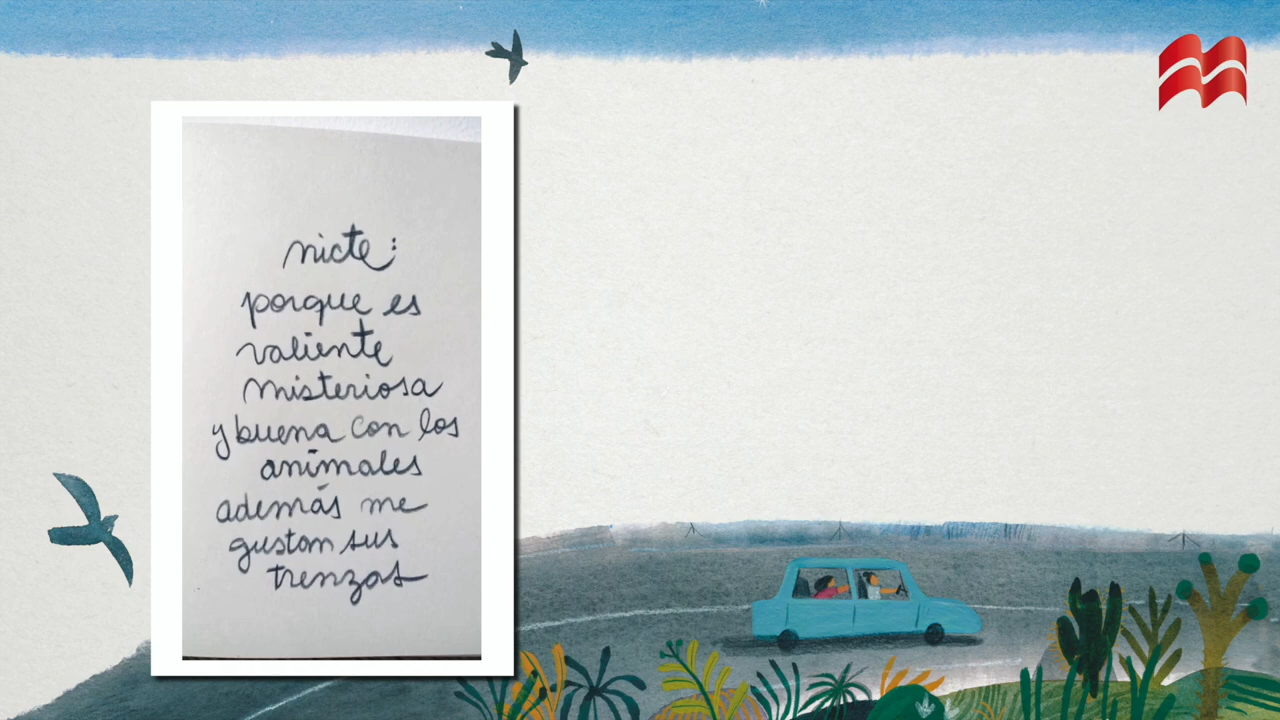 nicte:
porque es
valiente
misteriosa
y buena con los
animales
además me
gustan sus
trenzas